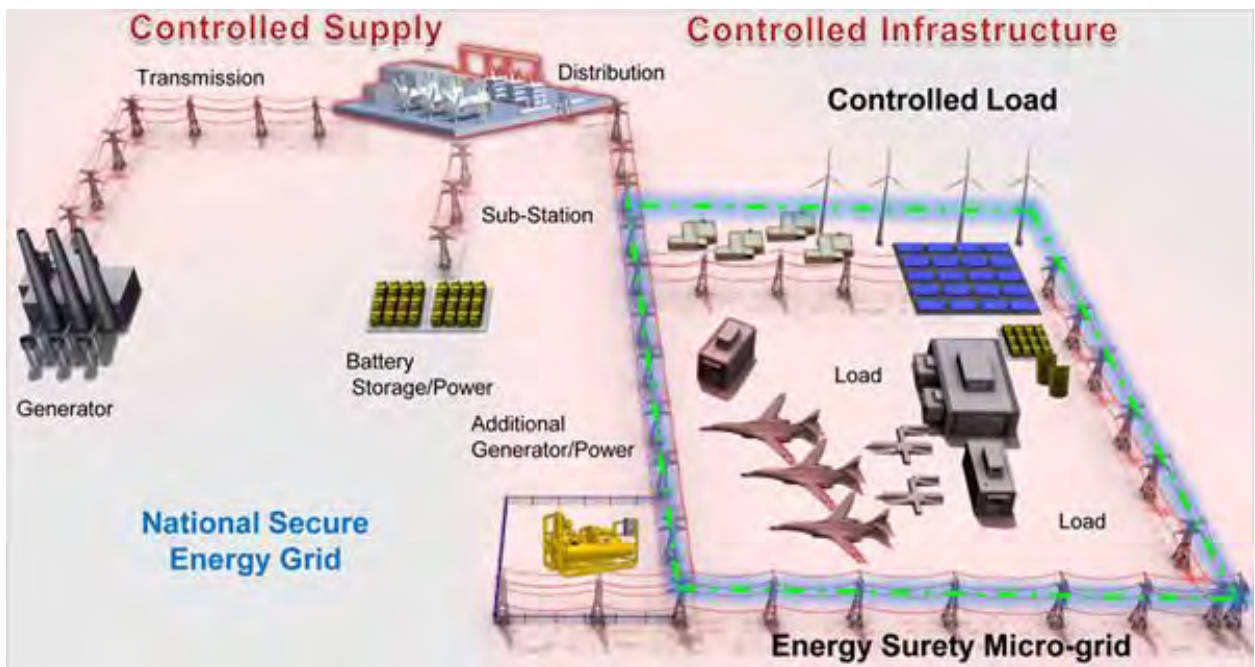 Controlled Supply
Controlled Infrastructure
Transmission
Distribution
Controlled Load
Sub-Station
Battery
Storage/Power
Load
Generator
Additional
Generator/Power
National Secure
Energy Grid
Load
Energy Surety Micro-grid